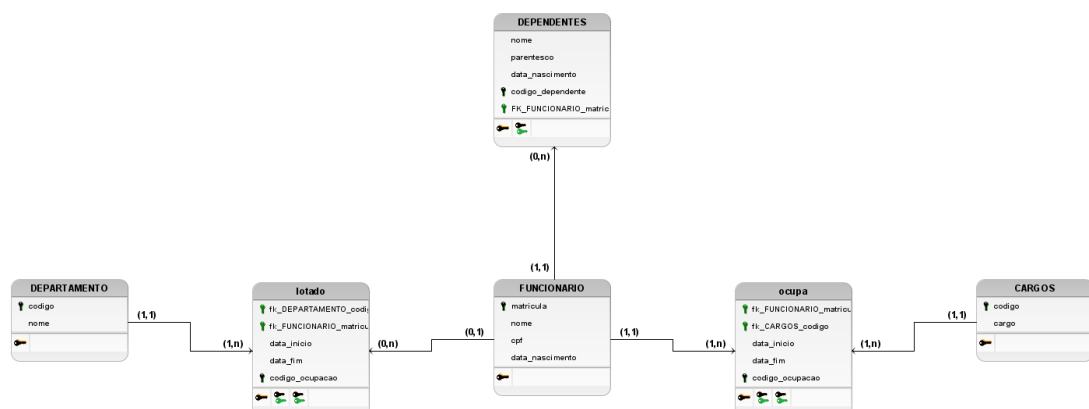 DEPENDENTES
nome
parentesco
data_nascimento
codigo_dependente
FK_FUNCIONARIO_matric
(0,n)
(1,1)
DEPARTAMENTO
codigo
nome
(1,1)
(1,n)
lotado
fk_DEPARTAMENTO_codig
fk_FUNCIONARIO_matricu
data_inicio
data_fim
codigo_ocupacao
(0,n)
(0,1)
FUNCIONARIO
matricula
nome
cpf
data_nascimento
(1,1)
(1,n)
ocupa
fk_FUNCIONARIO_matricu
fk_CARGOS_codigo
data_inicio
data_fim
codigo_ocupacao
(1,n)
(1,1)
CARGOS
codigo
cargo